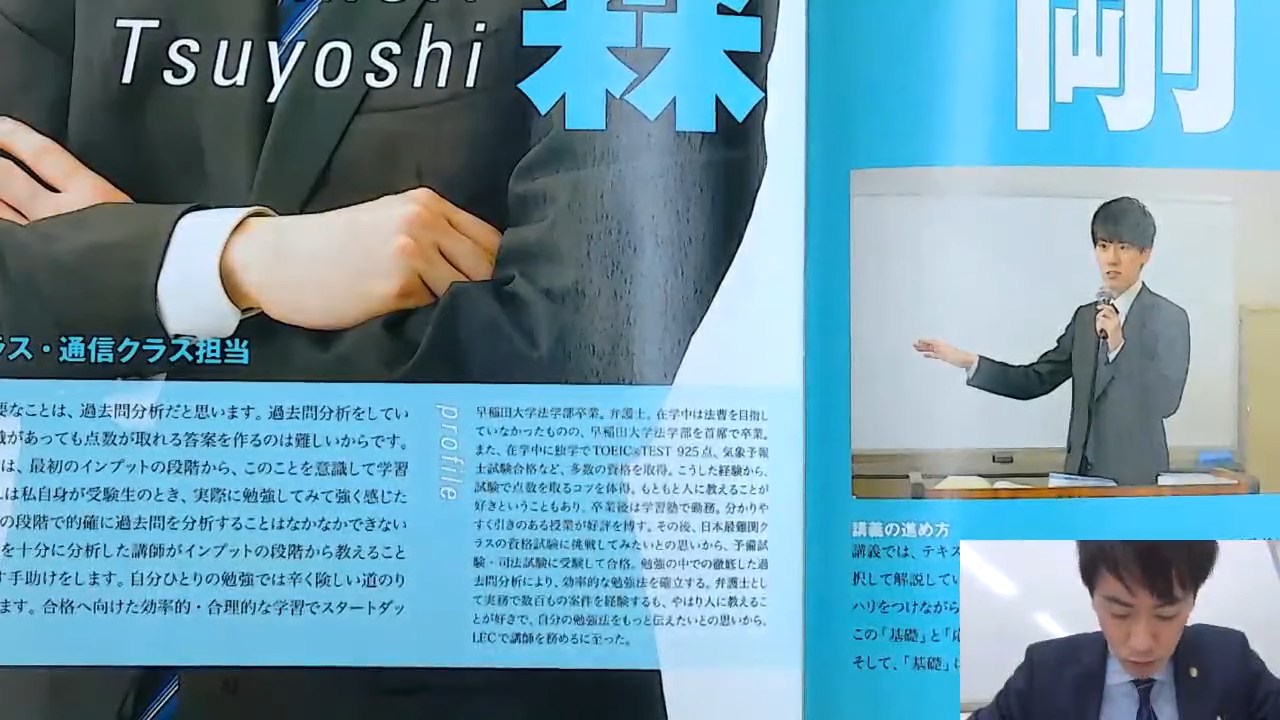 Tsuyoshi
森
剛
ラス・通信クラス担当
要なことは、過去問分析だと思います。過去問分析をしてい
識があっても点数が取れる答案を作るのは難しいからです。
は、最初のインプットの段階から、このことを意識して学習
れは私自身が受験生のとき、実際に勉強してみて強く感じた
の段階で的確に過去問を分析することはなかなかできない
を十分に分析した講師がインプットの段階から教えること
す手助けをします。自分ひとりの勉強では辛く険しい道のり
ます。合格へ向けた効率的・合理的な学習でスタートダッ
profile
早稲田大学法学部卒業。弁護士。在学中は法曹を目指し
ていなかったものの、早稲田大学法学部を首席で卒業。
また、在学中に独学でTOEIC®TEST 925点、気象予報
士試験合格など、多数の資格を取得。こうした経験から、
試験で点数を取るコツを体得。もともと人に教えることが
好きということもあり、卒業後は学習塾で勤務。分かりや
すく引きのある授業が好評を博す。その後、日本最難関ク
ラスの資格試験に挑戦してみたいとの思いから、予備試
験・司法試験に受験して合格。勉強の中での徹底した過
去問分析により、効率的な勉強法を確立する。弁護士とし
て実務で数百もの案件を経験するも、やはり人に教えるこ
とが好きで、自分の勉強法をもっと伝えたいとの思いから、
LECで講師を務めるに至った。
講義の進め方
講義では、テキス
択して解説してい
ハリをつけながら
この「基礎」と「応
そして、「基礎」に